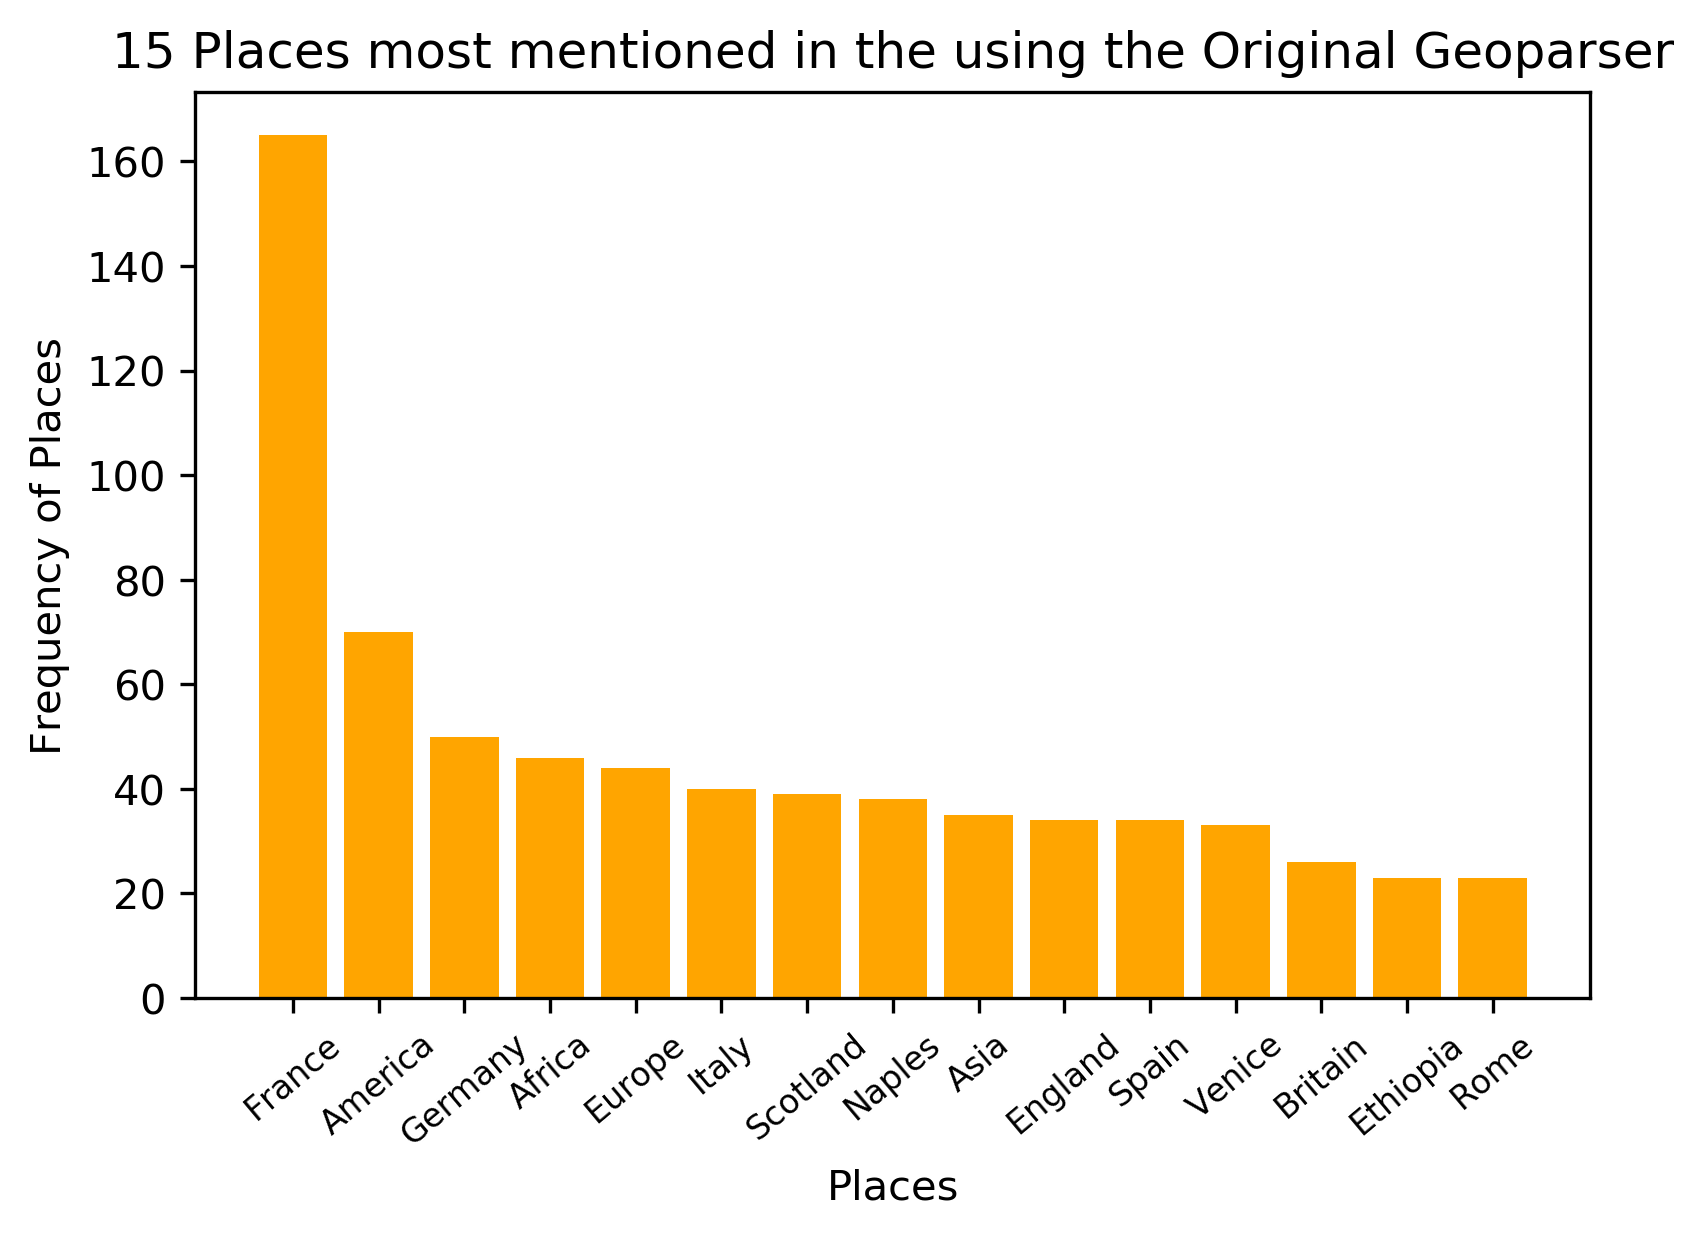 15 Places most mentioned in the using the Original Geoparser
Frequency of Places
160
140
120
100
80
60
40
20
0
France
America
Germany
Africa
Europe
Italy
Scotland
Naples
Asia
England
Spain
Venice
Britain
Ethiopia
Rome
Places